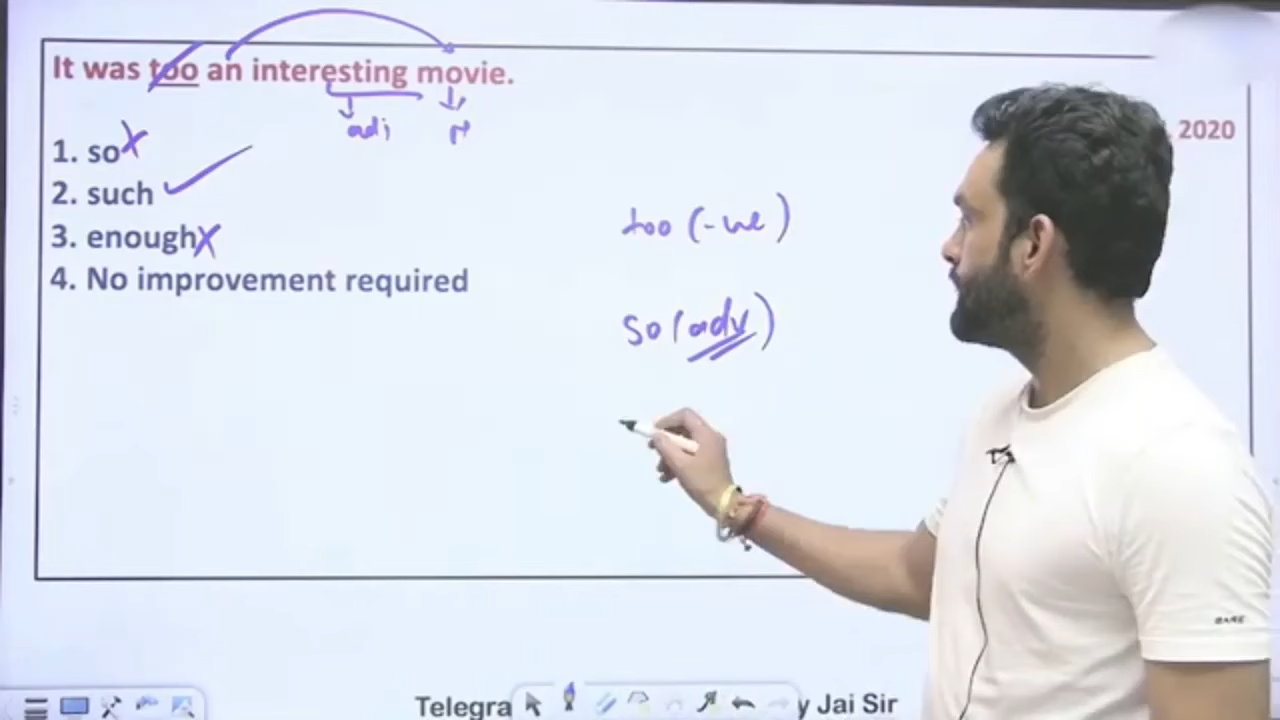 It was too an interesting movie.
adj
2020
1. so
2. such
3. enough
4. No improvement required
too (-ve)
so (adv)
BARE
Telegra
y Jai Sir